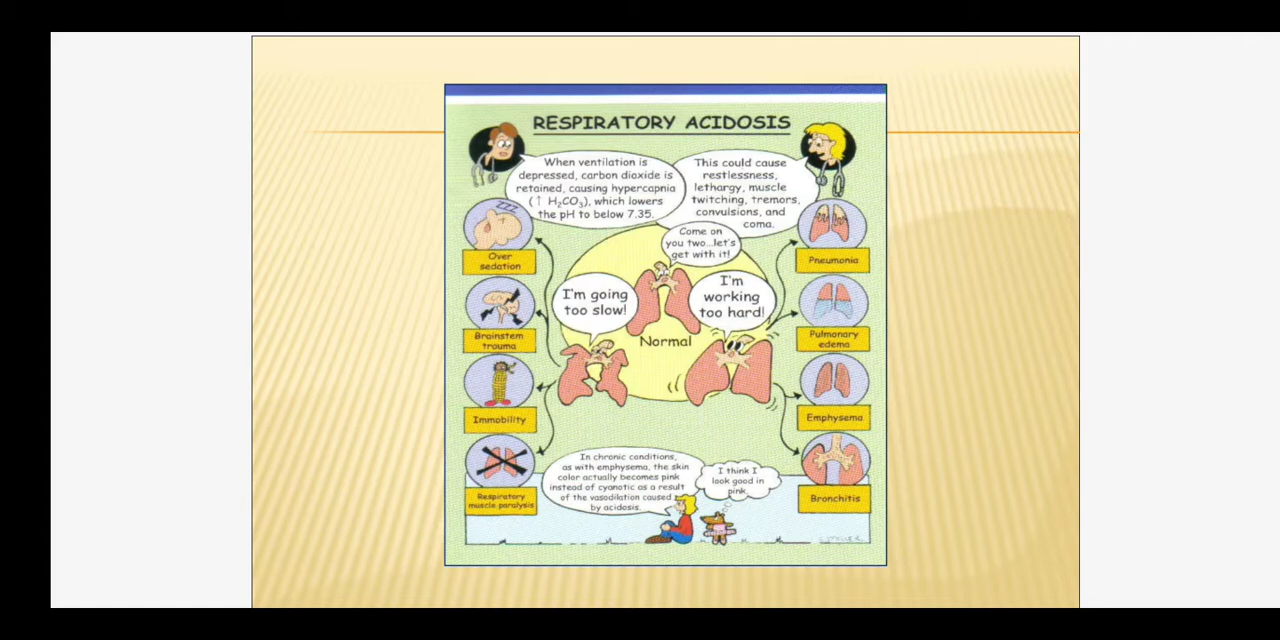 RESPIRATORY ACIDOSIS
When ventilation is
depressed, carbon dioxide is
retained, causing hypercapnia
(↑ H₂CO₃), which lowers
the pH to below 7.35.
This could cause
restlessness,
lethargy, muscle
twitching, tremors,
convulsions, and
coma.
ZZZ
Over
sedation
Brainstem
trauma
Immobility
Respiratory
muscle paralysis
Come on
you two...let's
get with it!
I'm going
too slow!
I'm
working
too hard!
Normal
Pneumonia
Pulmonary
edema
Emphysema
Bronchitis
In chronic conditions,
as with emphysema, the skin
color actually becomes pink
instead of cyanotic as a result
of the vasodilation caused
by acidosis.
I think I
look good in
pink.